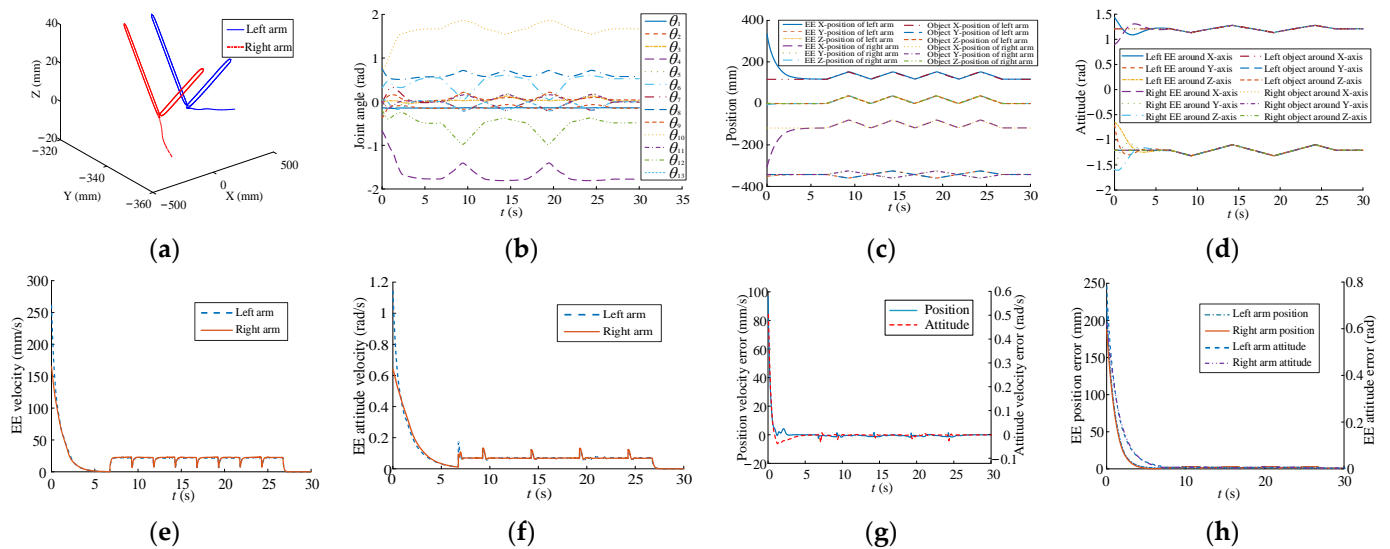 Left arm
Right arm
Z (mm)
40
20
0
−20
−320
−340
−360
Y (mm)
−500
0
500
X (mm)
(a)
Joint angle (rad)
2
1
0
-1
-2
0 5 10 15 20 25 30 35
t (s)
θ1
θ2
θ3
θ4
θ5
θ6
θ7
θ8
θ9
θ10
θ11
θ12
θ13
(b)
Position (mm)
400
200
0
−200
−400
0 5 10 15 20 25 30
t (s)
EE X-position of left arm
EE Y-position of left arm
EE Z-position of left arm
EE X-position of right arm
EE Y-position of right arm
EE Z-position of right arm
Object X-position of left arm
Object Y-position of left arm
Object Z-position of left arm
Object X-position of right arm
Object Y-position of right arm
Object Z-position of right arm
(c)
Attitude (rad)
1.5
1
0.5
0
−0.5
−1
−1.5
−2
0 5 10 15 20 25 30
t (s)
Left EE around X-axis
Left EE around Y-axis
Left EE around Z-axis
Right EE around X-axis
Right EE around Y-axis
Right EE around Z-axis
Left object around X-axis
Left object around Y-axis
Left object around Z-axis
Right object around X-axis
Right object around Y-axis
Right object around Z-axis
(d)
EE velocity (mm/s)
300
250
200
150
100
50
0
0 5 10 15 20 25 30
t (s)
Left arm
Right arm
(e)
EE attitude velocity (rad/s)
1.2
1
0.8
0.6
0.4
0.2
0
0 5 10 15 20 25 30
t (s)
Left arm
Right arm
(f)
Position velocity error (mm/s)
100
80
60
40
20
0
−20
0 10 20 30
t (s)
Position
Attitude
0.6
0.5
0.4
0.3
0.2
0.1
0
−0.1
Attitude velocity error (rad/s)
(g)
EE position error (mm)
250
200
150
100
50
0
0 10 20 30
t (s)
Left arm position
Right arm position
Left arm attitude
Right arm attitude
0.8
0.6
0.4
0.2
0
EE attitude error (rad)
(h)